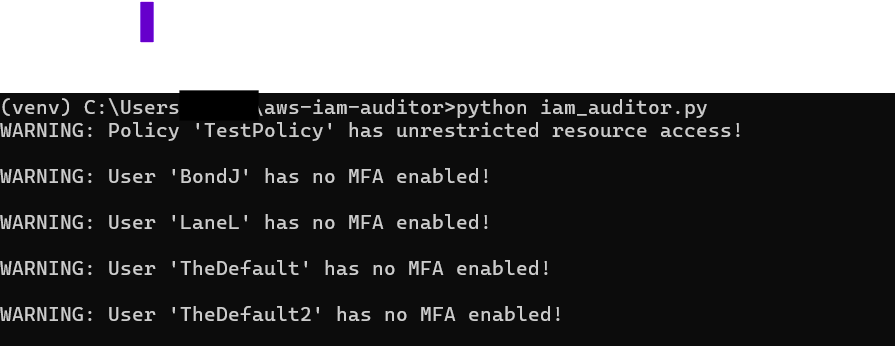 (venv) C:\Users\aws-iam-auditor>python iam_auditor.py
WARNING: Policy 'TestPolicy' has unrestricted resource access!
WARNING: User 'BondJ' has no MFA enabled!
WARNING: User 'LaneL' has no MFA enabled!
WARNING: User 'TheDefault' has no MFA enabled!
WARNING: User 'TheDefault2' has no MFA enabled!